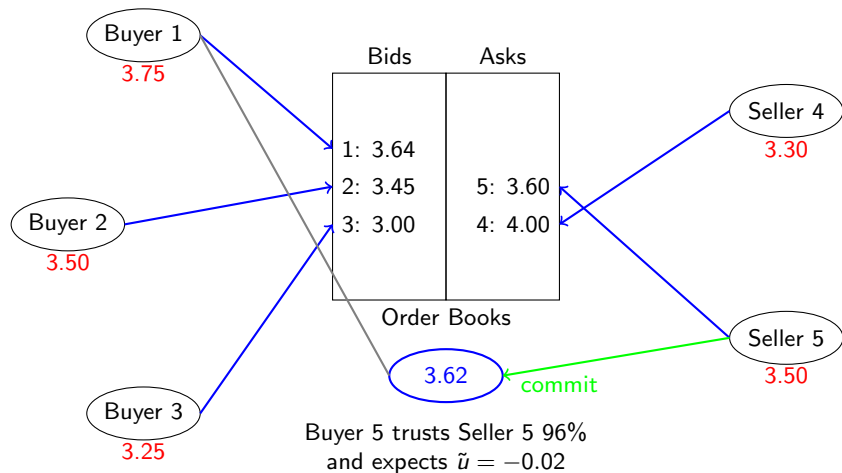 Buyer 1
3.75
Bids
Asks
Seller 4
3.30
1: 3.64
2: 3.45
5: 3.60
3: 3.00
4: 4.00
Buyer 2
3.50
Order Books
Seller 5
3.50
3.62
commit
Buyer 3
3.25
Buyer 5 trusts Seller 5 96%
and expects ũ = −0.02